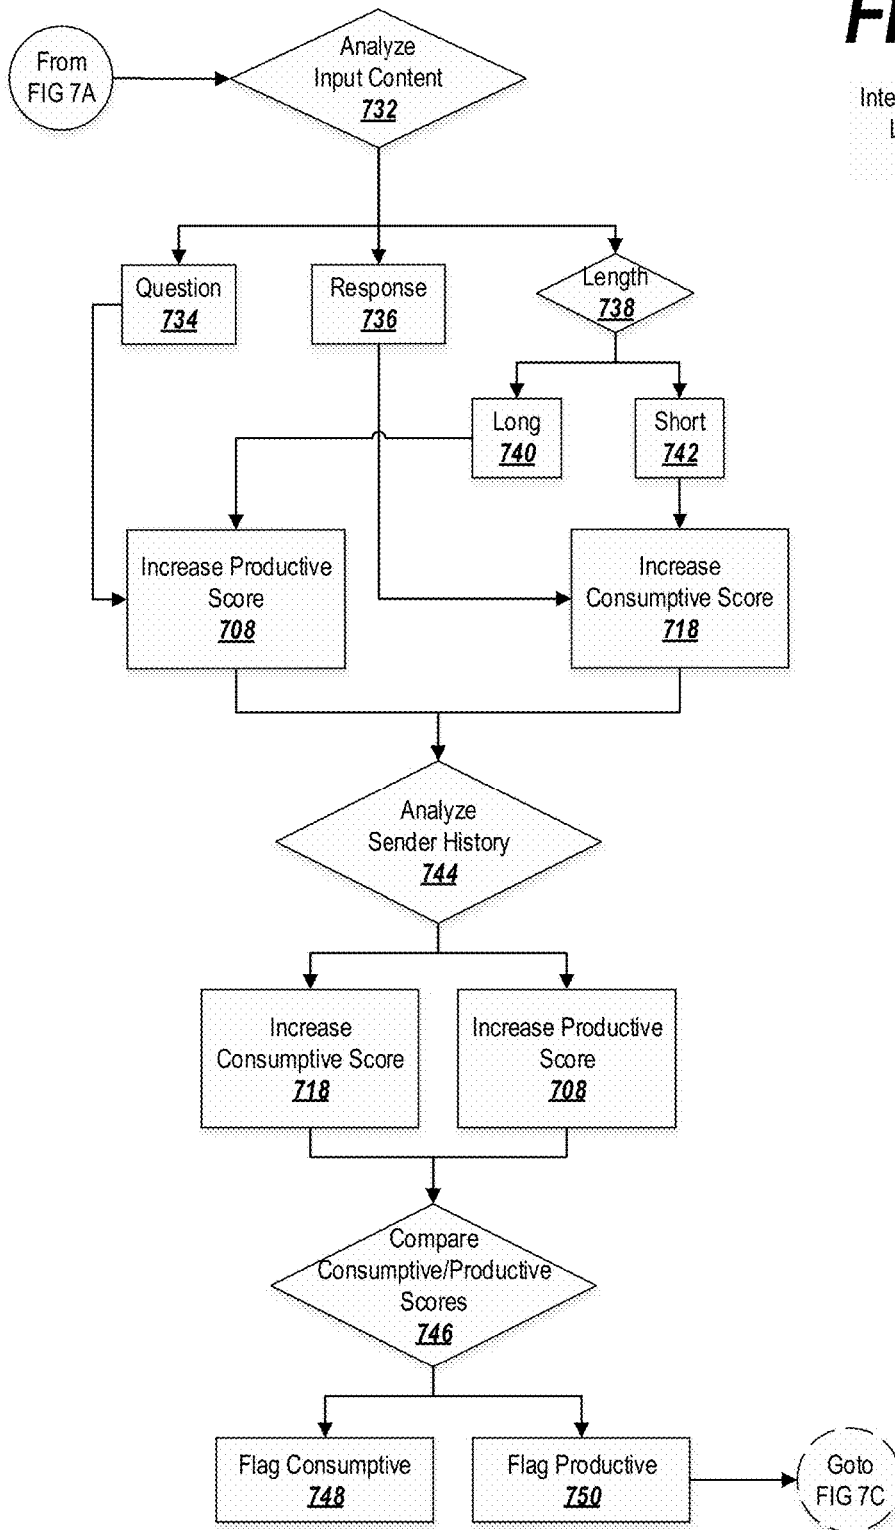 From
FIG 7A
Analyze
Input Content
732
Question
734
Response
736
Length
738
Long
740
Short
742
Increase Productive
Score
708
Increase
Consumptive Score
718
Analyze
Sender History
744
Increase
Consumptive Score
718
Increase Productive
Score
708
Compare
Consumptive/Productive
Scores
746
Flag Consumptive
748
Flag Productive
750
Goto
FIG 7C